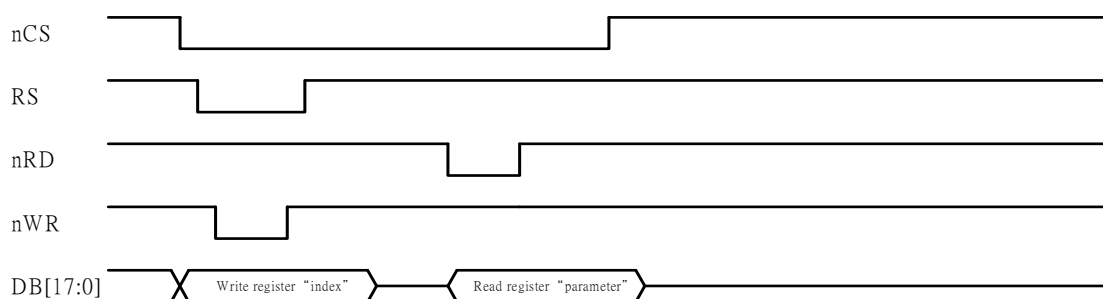 nCS
RS
nRD
nWR
DB[17:0]
Write register “index”
Read register “parameter”